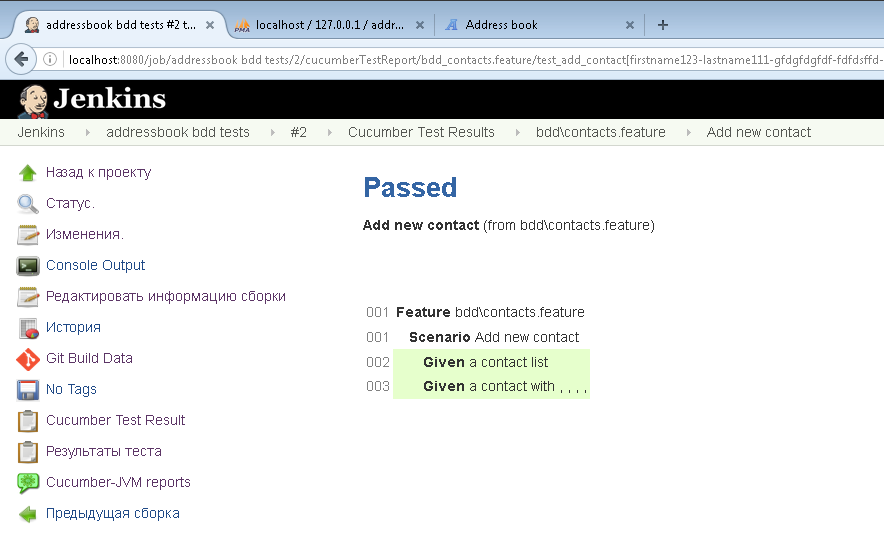 addressbook bdd tests #2 t...
localhost / 127.0.0.1 / addr...
Address book
localhost:8080/job/addressbook bdd tests/2/cucumberTestReport/bdd_contacts.feature/test_add_contact[firstname123-lastname111-gfdgfdgfdf-fdfdsffd-
Jenkins
Jenkins addressbook bdd tests #2 Cucumber Test Results bdd\contacts.feature Add new contact
Назад к проекту
Статус.
Изменения.
Console Output
Редактировать информацию сборки
История
Git Build Data
No Tags
Cucumber Test Result
Результаты теста
Cucumber-JVM reports
Предыдущая сборка
Passed
Add new contact (from bdd\contacts.feature)
001 Feature bdd\contacts.feature
001 Scenario Add new contact
002 Given a contact list
003 Given a contact with , , , ,